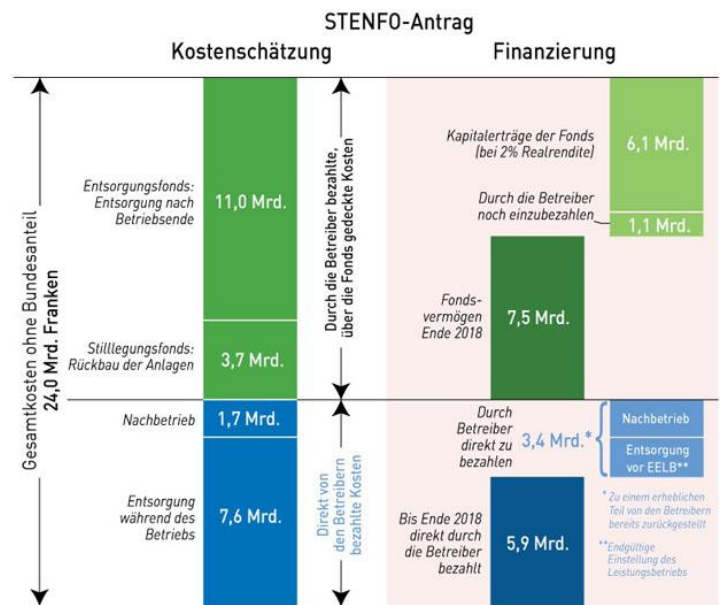 STENFO-Antrag
Kostenschätzung
Finanzierung
Gesamtkosten ohne Bundesanteil
24,0 Mrd. Franken
Entsorgungsfonds:
Entsorgung nach
Betriebsende
11,0 Mrd.
Stilllegungsfonds:
Rückbau der Anlagen
3,7 Mrd.
Nachbetrieb
1,7 Mrd.
Entsorgung
während des
Betriebs
7,6 Mrd.
Durch die Betreiber bezahlte,
über die Fonds gedeckte Kosten
Direkt von
den Betreibern
bezahlte Kosten
Kapitalerträge der Fonds
(bei 2% Realrendite)
6,1 Mrd.
Durch die Betreiber
noch einzubezahlen
1,1 Mrd.
Fonds-
vermögen
Ende 2018
7,5 Mrd.
Durch
Betreiber
direkt zu
bezahlen
3,4 Mrd.*
Nachbetrieb
Entsorgung
vor EELB**
Bis Ende 2018
direkt durch
die Betreiber
bezahlt
5,9 Mrd.
* Zu einem erheblichen
Teil von den Betreibern
bereits zurückgestellt
**Endgültige
Einstellung des
Leistungsbetriebs